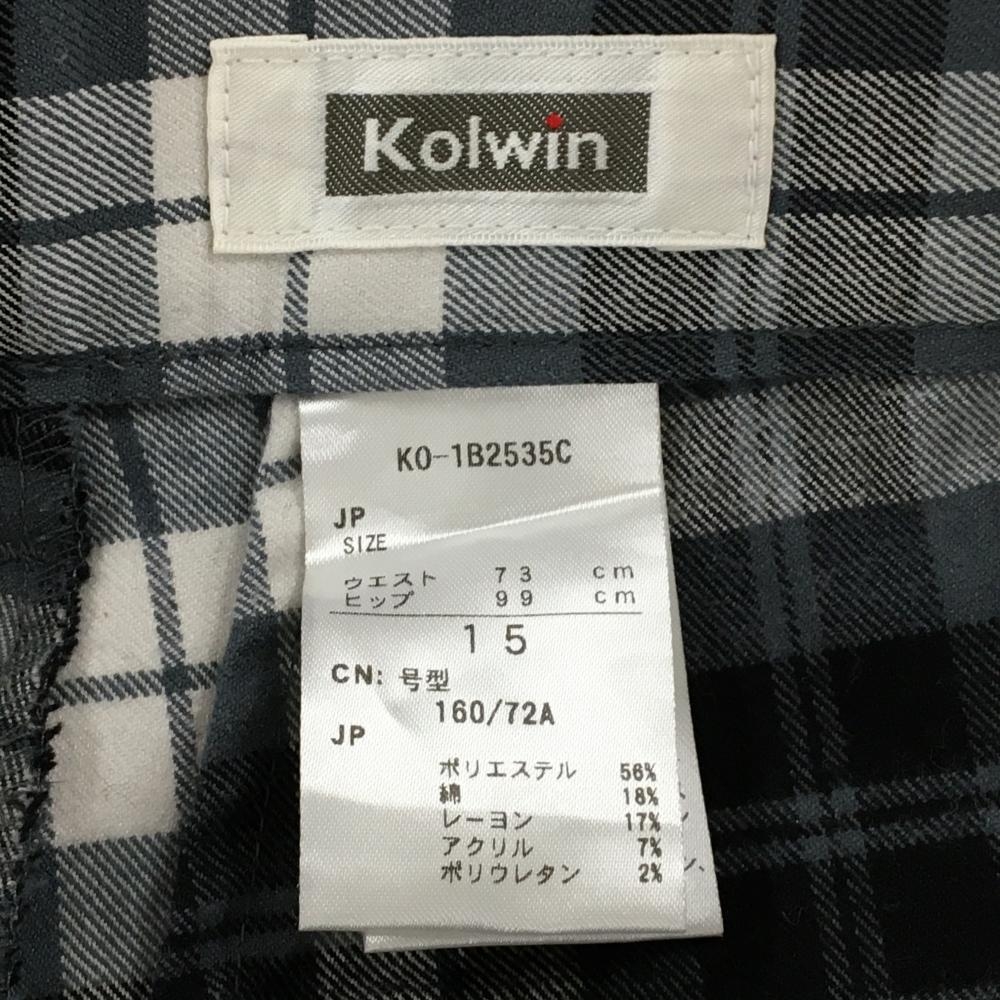 Kolwin
KO-1B2535C
JP
SIZE
ウエスト 73 cm
ヒップ 99 cm
15
CN: 号型
160/72A
JP
ポリエステル 56%
綿 18%
レーヨン 17%
アクリル 7%
ポリウレタン 2%